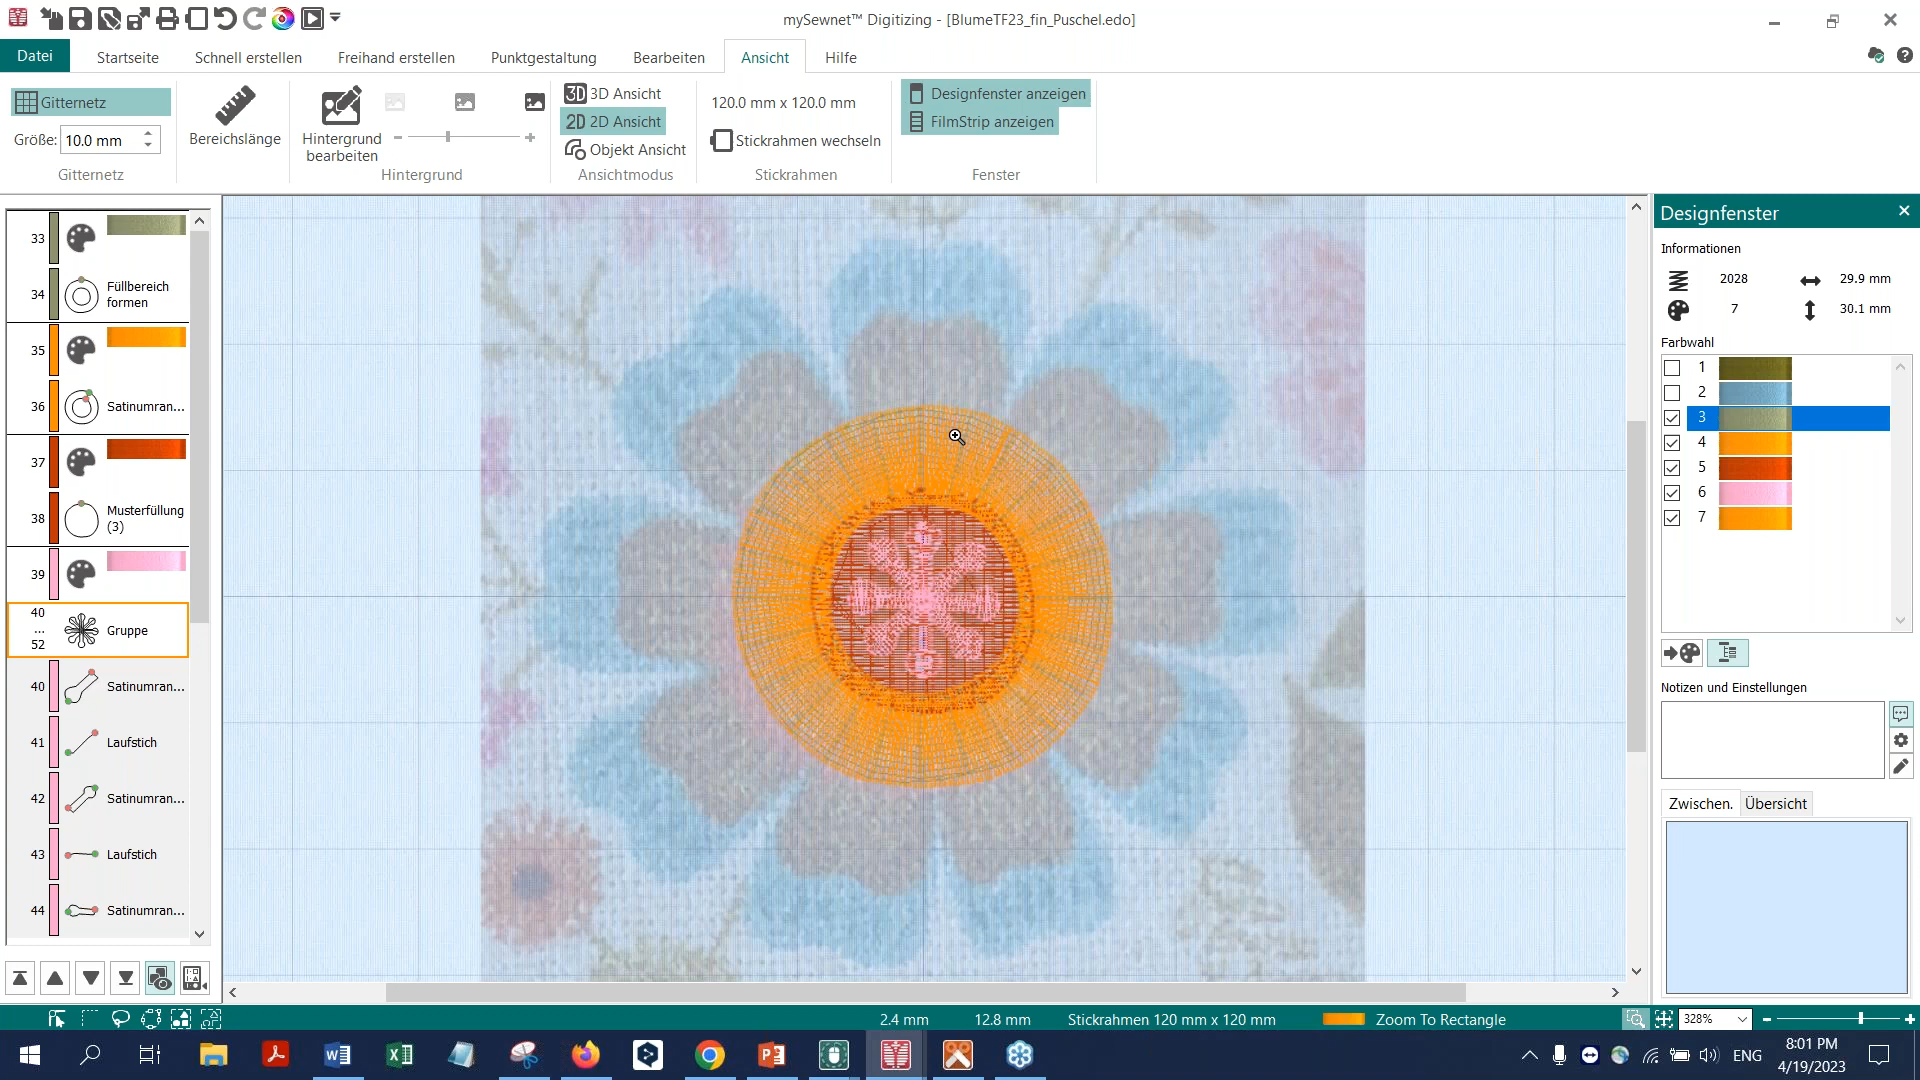 mySewnet™ Digitizing - [BlumeTF23_fin_Puschel.edo]
Datei Startseite Schnell erstellen Freihand erstellen Punktgestaltung Bearbeiten Ansicht Hilfe
Gitternetz
Größe: 10.0 mm
Gitternetz
Bereichslänge
Hintergrund
bearbeiten
Hintergrund
3D 3D Ansicht
2D 2D Ansicht
Objekt Ansicht
Ansichtmodus
120.0 mm x 120.0 mm
Stickrahmen wechseln
Stickrahmen
Designfenster anzeigen
FilmStrip anzeigen
Fenster
33
34 Füllbereich
formen
35
36 Satinumran...
37
38 Musterfüllung
(3)
39
40
...
52
Gruppe
40 Satinumran...
41 Laufstich
42 Satinumran...
43 Laufstich
44 Satinumran...
Designfenster
Informationen
2028 29.9 mm
7 30.1 mm
Farbwahl
1
2
3
4
5
6
7
Notizen und Einstellungen
Zwischen. Übersicht
2.4 mm 12.8 mm Stickrahmen 120 mm x 120 mm Zoom To Rectangle 328%
ENG
8:01 PM
4/19/2023